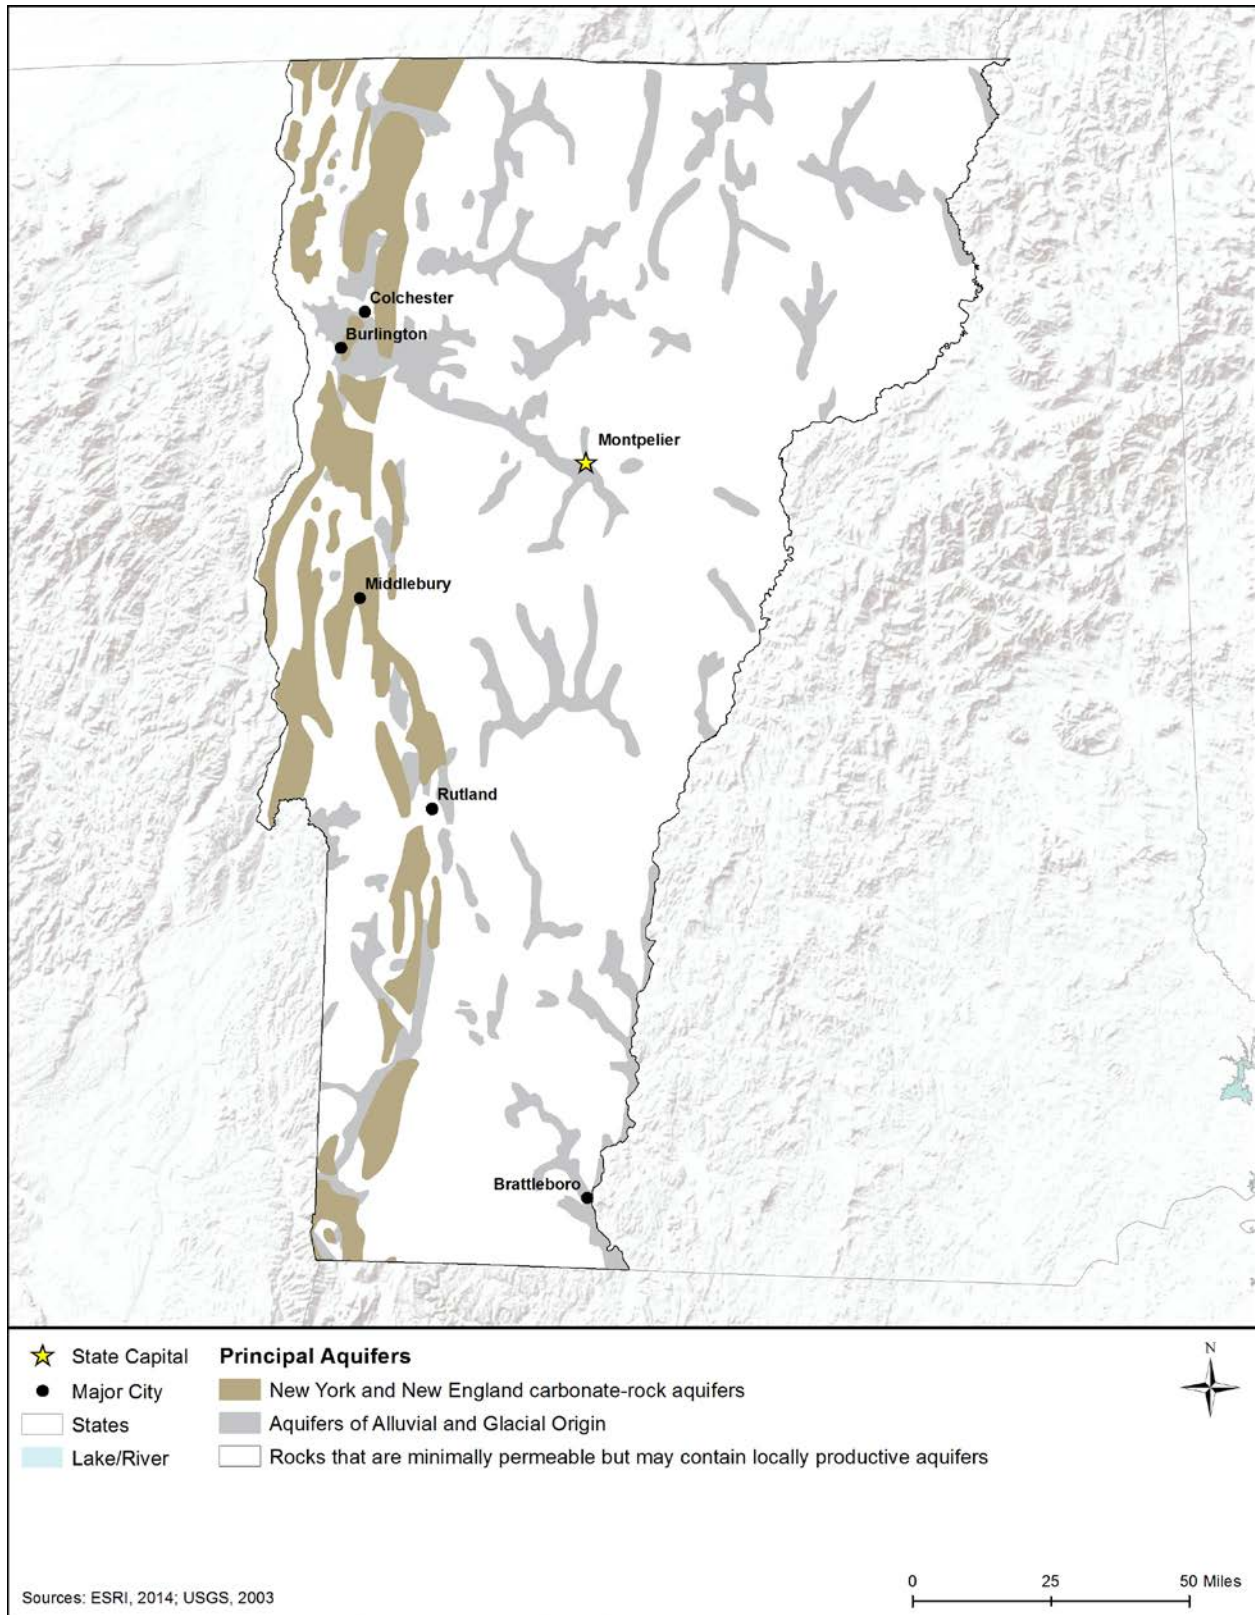 Colchester
Burlington
Montpelier
Middlebury
Rutland
Brattleboro
State Capital
Major City
States
Lake/River
Principal Aquifers
New York and New England carbonate-rock aquifers
Aquifers of Alluvial and Glacial Origin
Rocks that are minimally permeable but may contain locally productive aquifers
N
Sources: ESRI, 2014; USGS, 2003
0 25 50 Miles